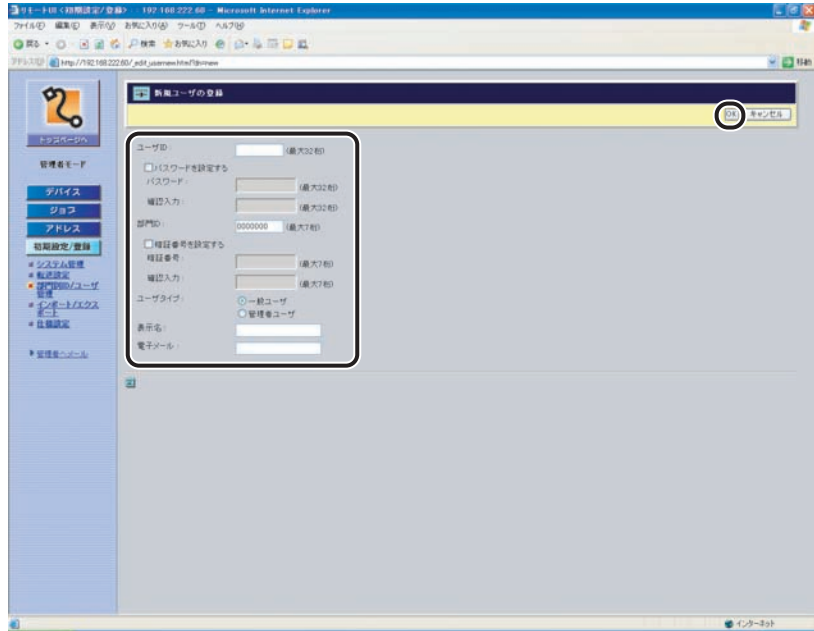 リモートUI <初期設定/登録> : 192.168.222.60 - Microsoft Internet Explorer
ファイル(F) 編集(E) 表示(V) お気に入り(A) ツール(T) ヘルプ(H)
戻る 検索 お気に入り
アドレス(D) 移動
新規ユーザの登録
OK キャンセル
トップページへ
管理者モード
デバイス
ジョブ
アドレス
初期設定/登録
システム管理
転送設定
部門別ID/ユーザ
管理
インポート/エクス
ポート
仕様設定
管理者へメール
ユーザID: (最大32桁)
パスワードを設定する
パスワード: (最大32桁)
確認入力: (最大32桁)
部門ID: 0000000 (最大7桁)
暗証番号を設定する
暗証番号: (最大7桁)
確認入力: (最大7桁)
ユーザタイプ: 一般ユーザ
管理者ユーザ
表示名:
電子メール:
インターネット